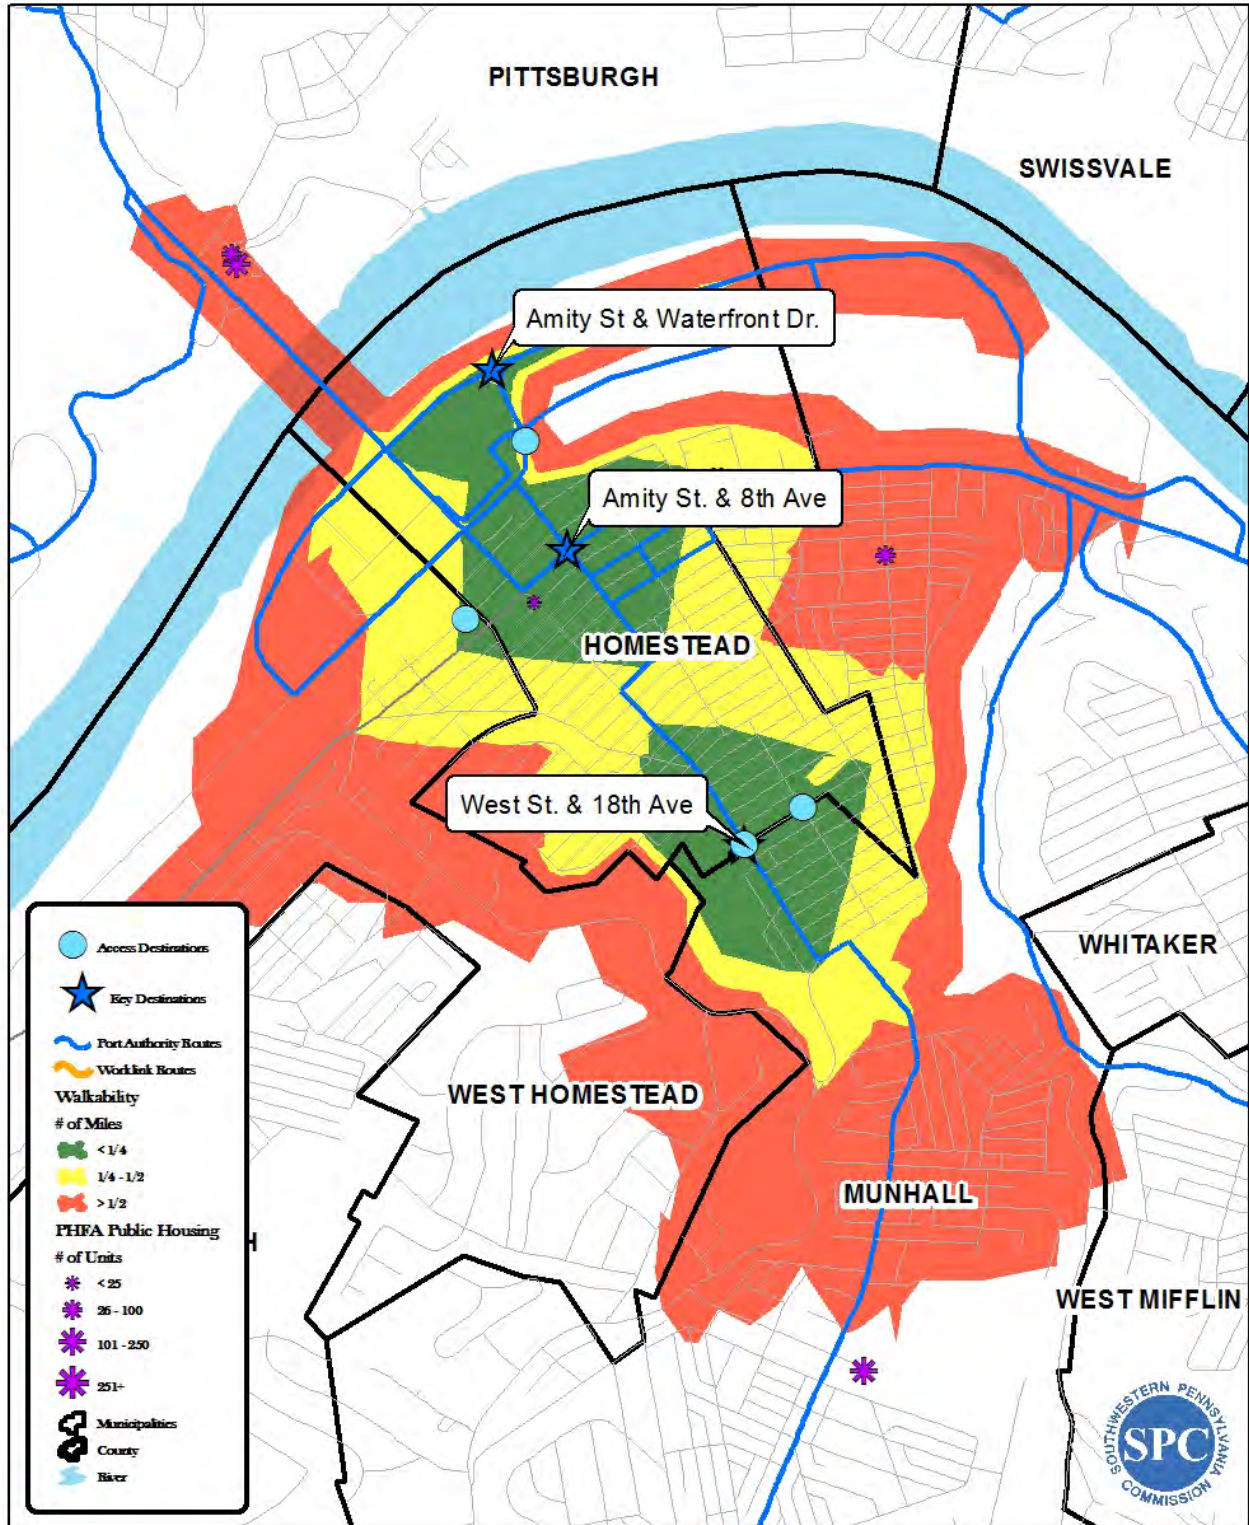 PITTSBURGH
SWISSVALE
Amity St & Waterfront Dr.
Amity St. & 8th Ave
HOMESTEAD
West St. & 18th Ave
WHITAKER
WEST HOMESTEAD
MUNHALL
WEST MIFFLIN
H
Access Destinations
Key Destinations
Port Authority Routes
Worklink Routes
Walkability
# of Miles
< 1/4
1/4 - 1/2
> 1/2
PHFA Public Housing
# of Units
< 25
26 - 100
101 - 250
251+
Municipalities
County
River
SOUTHWESTERN PENNSYLVANIA
SPC
COMMISSION